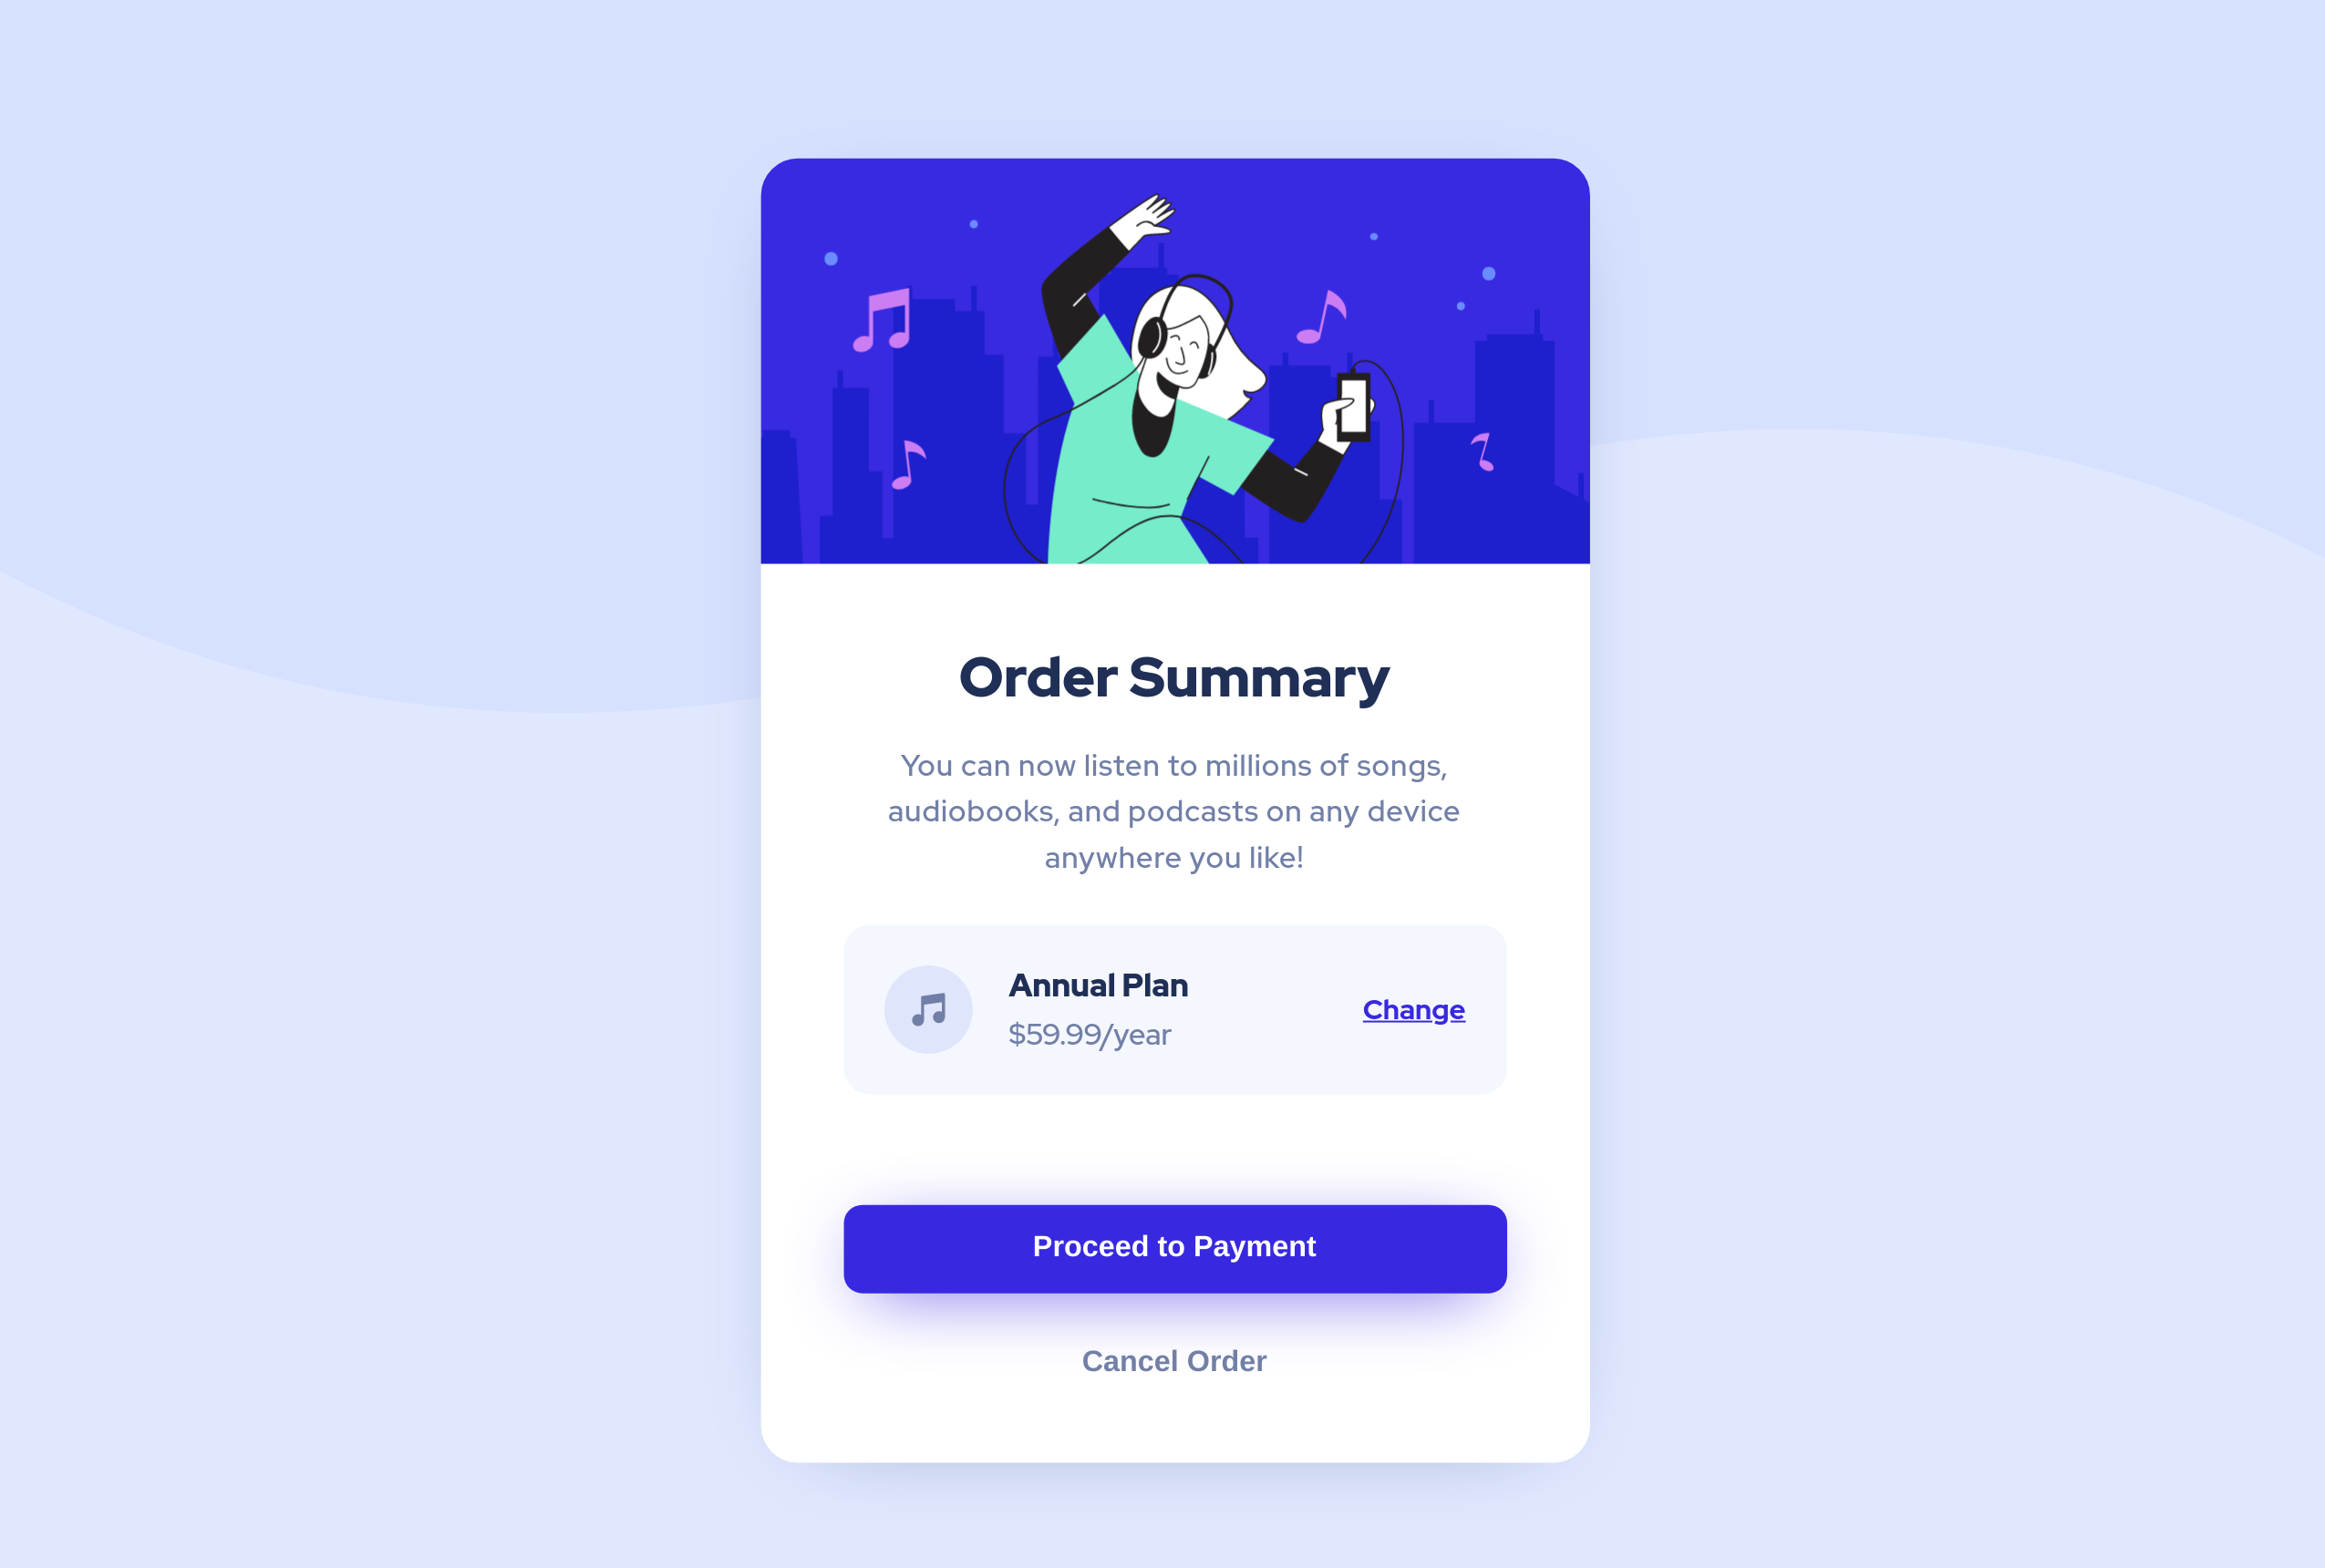 Order Summary
You can now listen to millions of songs,
audiobooks, and podcasts on any device
anywhere you like!
Annual Plan
$59.99/year
Change
Proceed to Payment
Cancel Order